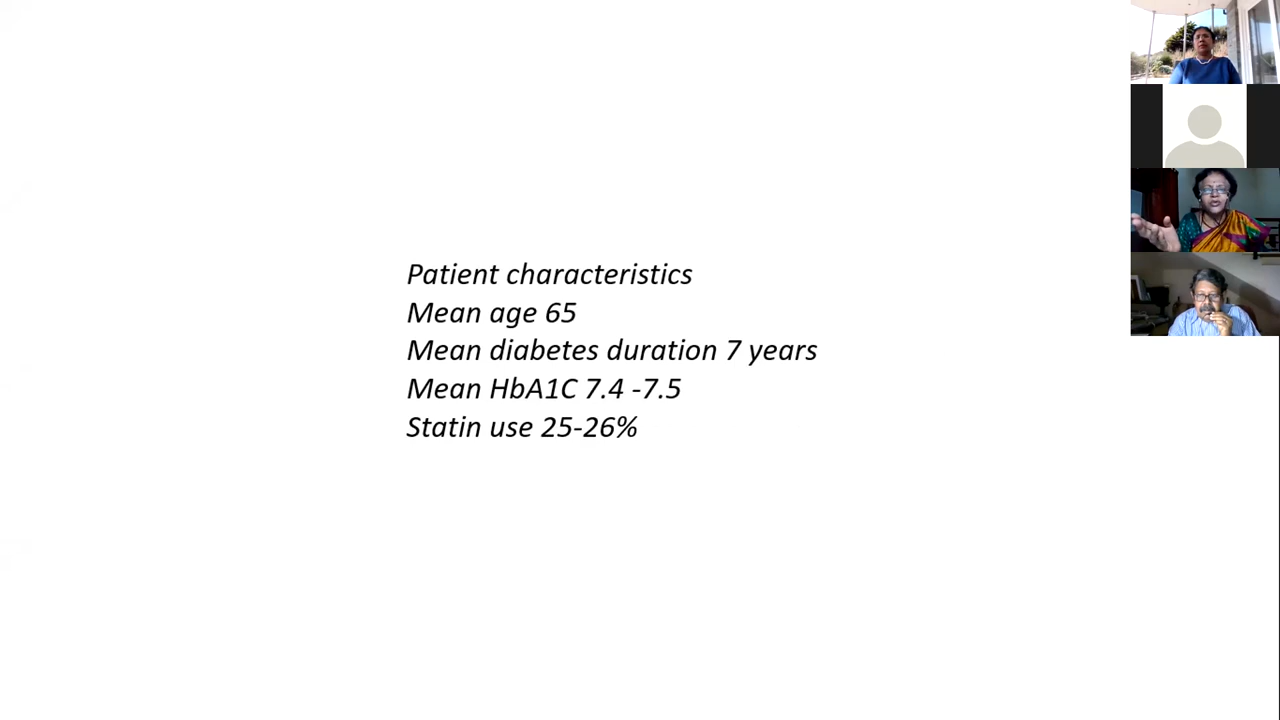 Patient characteristics
Mean age 65
Mean diabetes duration 7 years
Mean HbA1C 7.4 -7.5
Statin use 25-26%